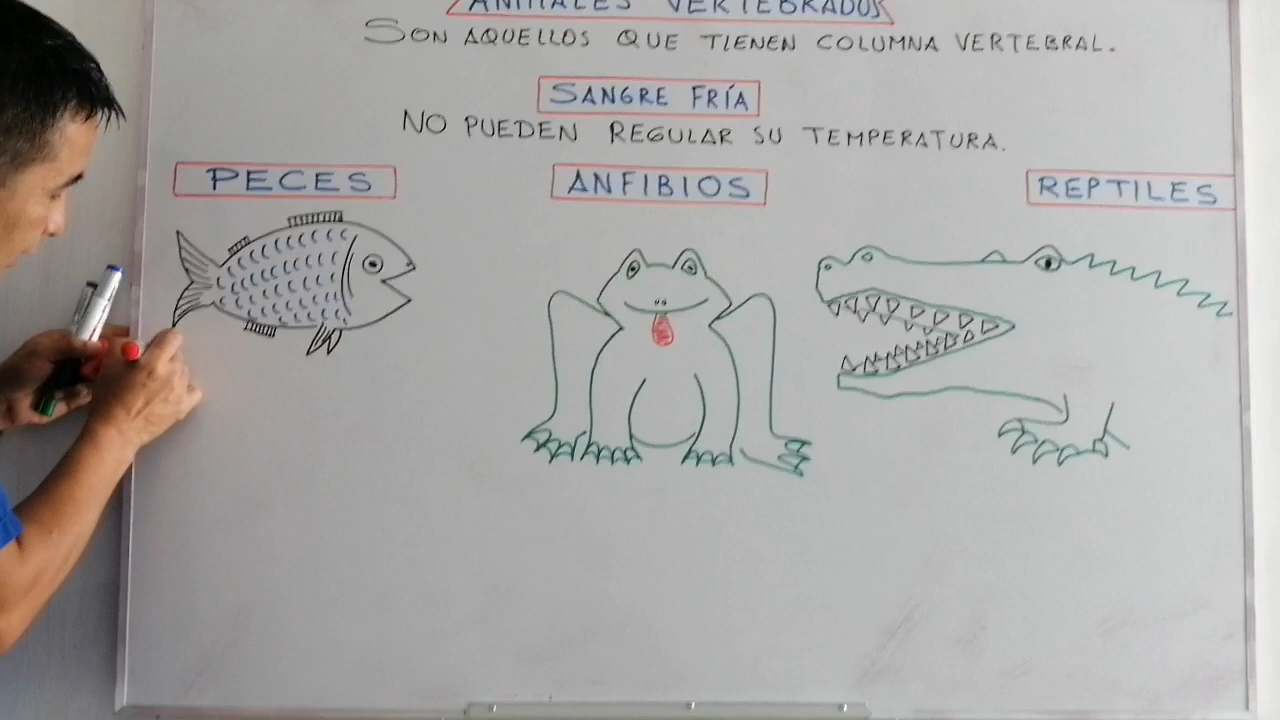 ANIMALES VERTEBRADOS
SON AQUELLOS QUE TIENEN COLUMNA VERTEBRAL.
SANGRE FRÍA
NO PUEDEN REGULAR SU TEMPERATURA.
PECES
ANFIBIOS
REPTILES